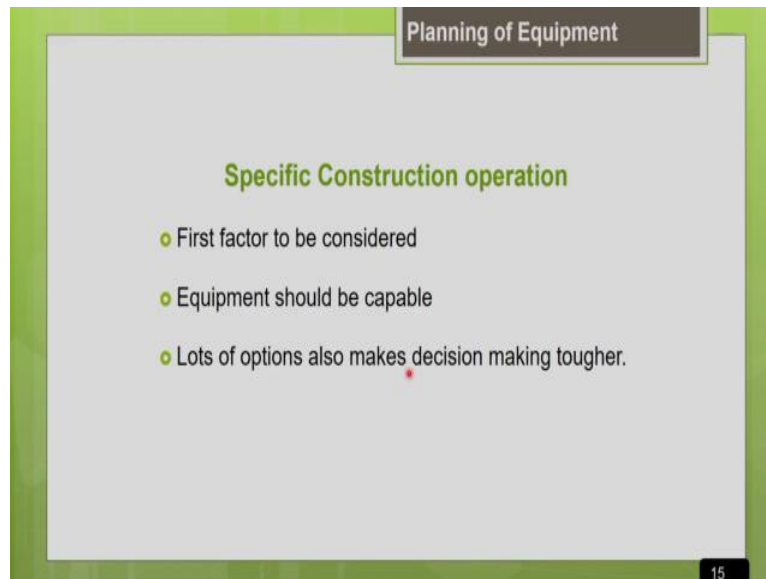 Planning of Equipment
Specific Construction operation
First factor to be considered
Equipment should be capable
Lots of options also makes decision making tougher.
15